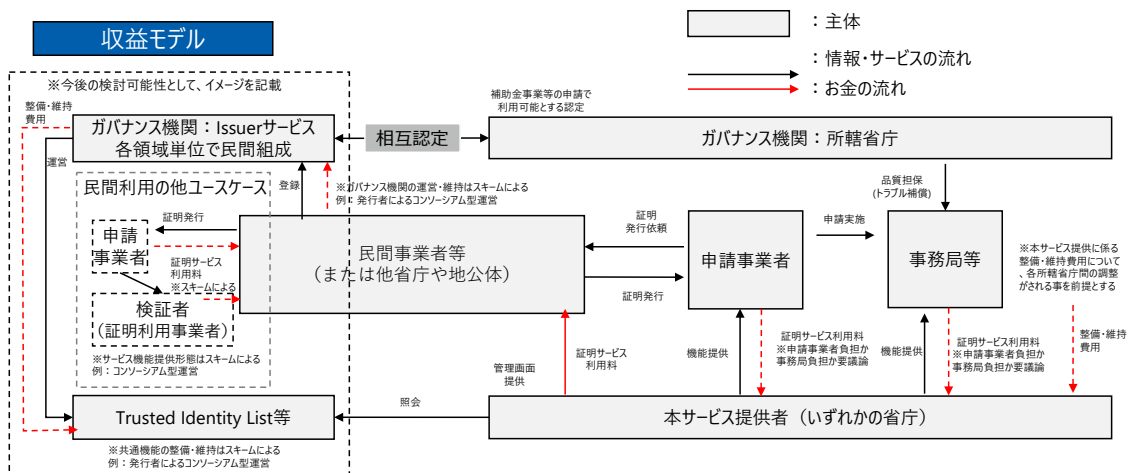 収益モデル
：主体
：情報・サービスの流れ
：お金の流れ
※今後の検討可能性として、イメージを記載
整備・維持
費用
ガバナンス機関：Issuerサービス
各領域単位で民間組成
相互認定
補助金事業等の申請で
利用可能とする認定
ガバナンス機関：所轄省庁
運営
民間利用の他ユースケース
登録
※ガバナンス機関の運営・維持はスキームによる
例：発行者によるコンソーシアム型運営
品質担保
(トラブル補償)
証明発行
申請
事業者
証明サービス
利用料
※スキームによる
検証者
（証明利用事業者）
※サービス機能提供形態はスキームによる
例：コンソーシアム型運営
民間事業者等
（または他省庁や地公体）
証明
発行依頼
証明発行
申請事業者
申請実施
事務局等
※本サービス提供に係る
整備・維持費用について
、各所轄省庁間の調整
がされる事を前提とする
管理画面
提供
証明サービス
利用料
機能提供
証明サービス利用料
※申請事業者負担か
事務局負担か要議論
機能提供
証明サービス利用料
※申請事業者負担か
事務局負担か要議論
整備・維持
費用
Trusted Identity List等
照会
本サービス提供者（いずれかの省庁）
※共通機能の整備・維持はスキームによる
例：発行者によるコンソーシアム型運営